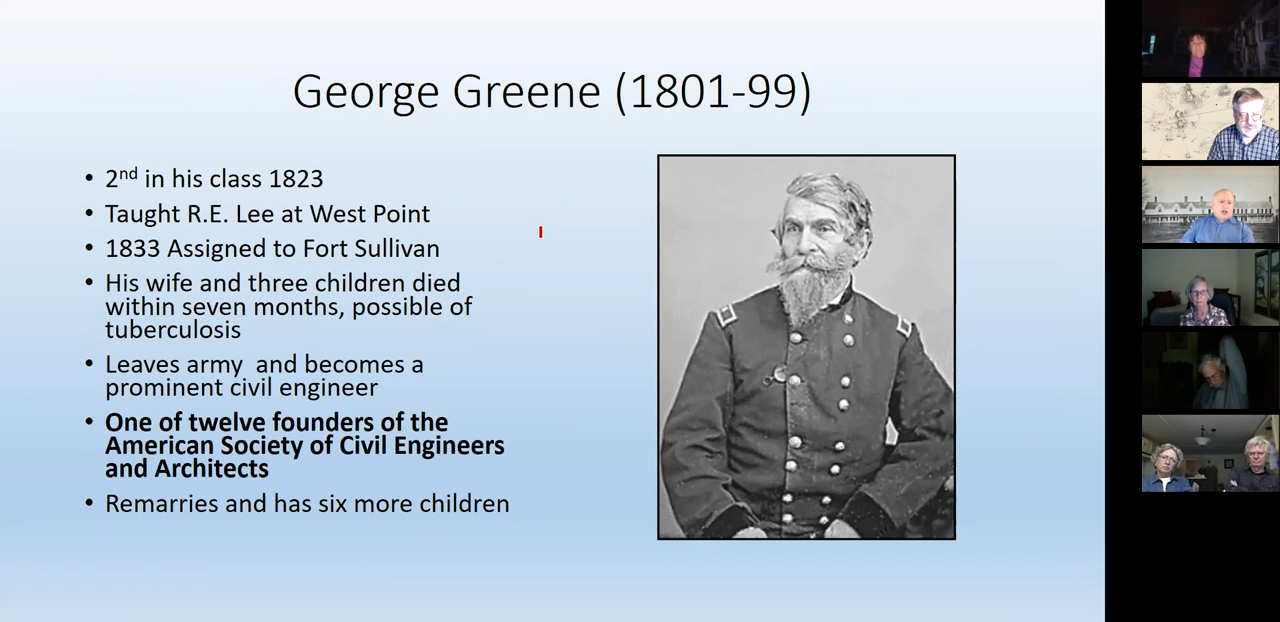 George Greene (1801-99)
• 2nd in his class 1823
• Taught R.E. Lee at West Point
• 1833 Assigned to Fort Sullivan
• His wife and three children died
within seven months, possible of
tuberculosis
• Leaves army  and becomes a
prominent civil engineer
• One of twelve founders of the
American Society of Civil Engineers
and Architects
• Remarries and has six more children